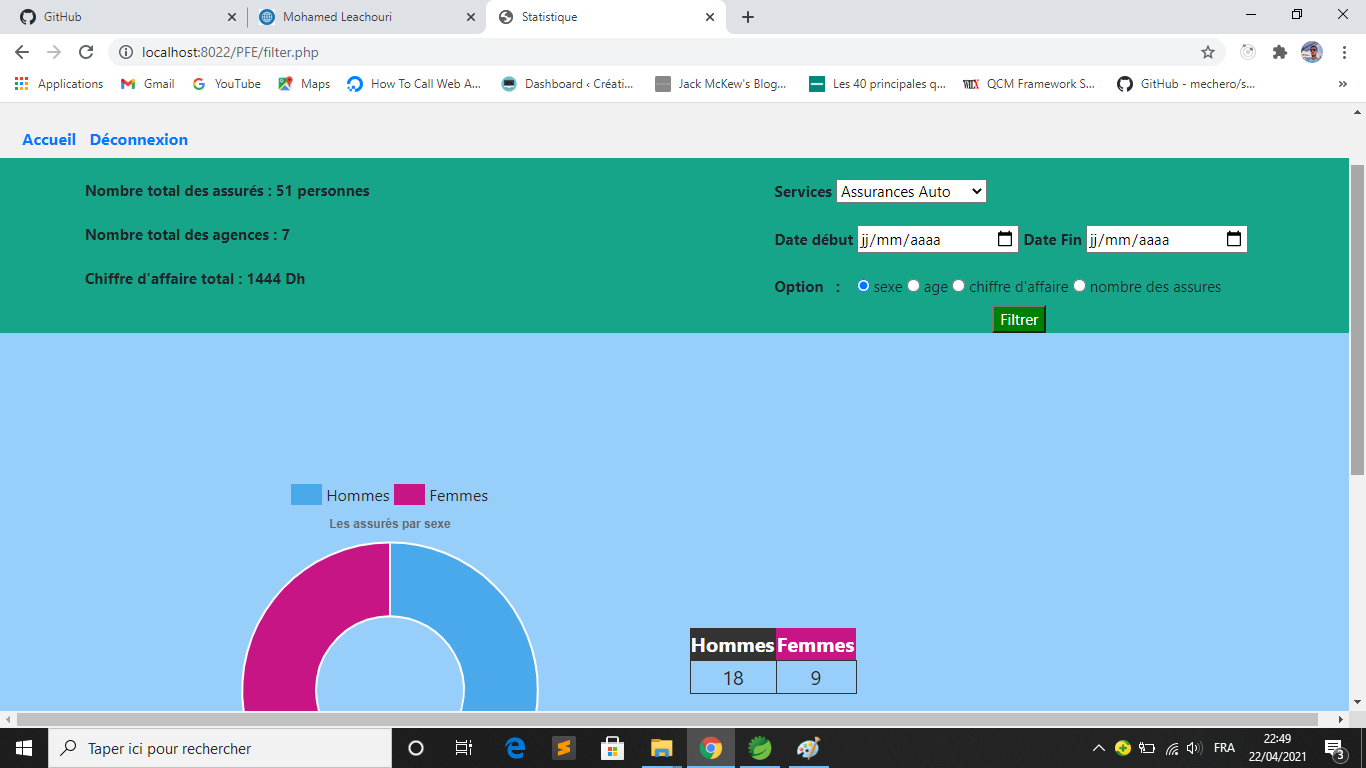 GitHub
Mohamed Leachouri
Statistique
localhost:8022/PFE/filter.php
Applications
Gmail
YouTube
Maps
How To Call Web A...
Dashboard ‹ Créati...
Jack McKew's Blog...
Les 40 principales q...
QCM Framework S...
GitHub - mechero/s...
Accueil Déconnexion
Nombre total des assurés : 51 personnes
Nombre total des agences : 7
Chiffre d'affaire total : 1444 Dh
Services Assurances Auto
Date début jj/mm/aaaa Date Fin jj/mm/aaaa
Option : sexe age chiffre d'affaire nombre des assures
Filtrer
Hommes Femmes
Les assurés par sexe
Hommes Femmes
18 9
Taper ici pour rechercher
FRA
22:49
22/04/2021
3